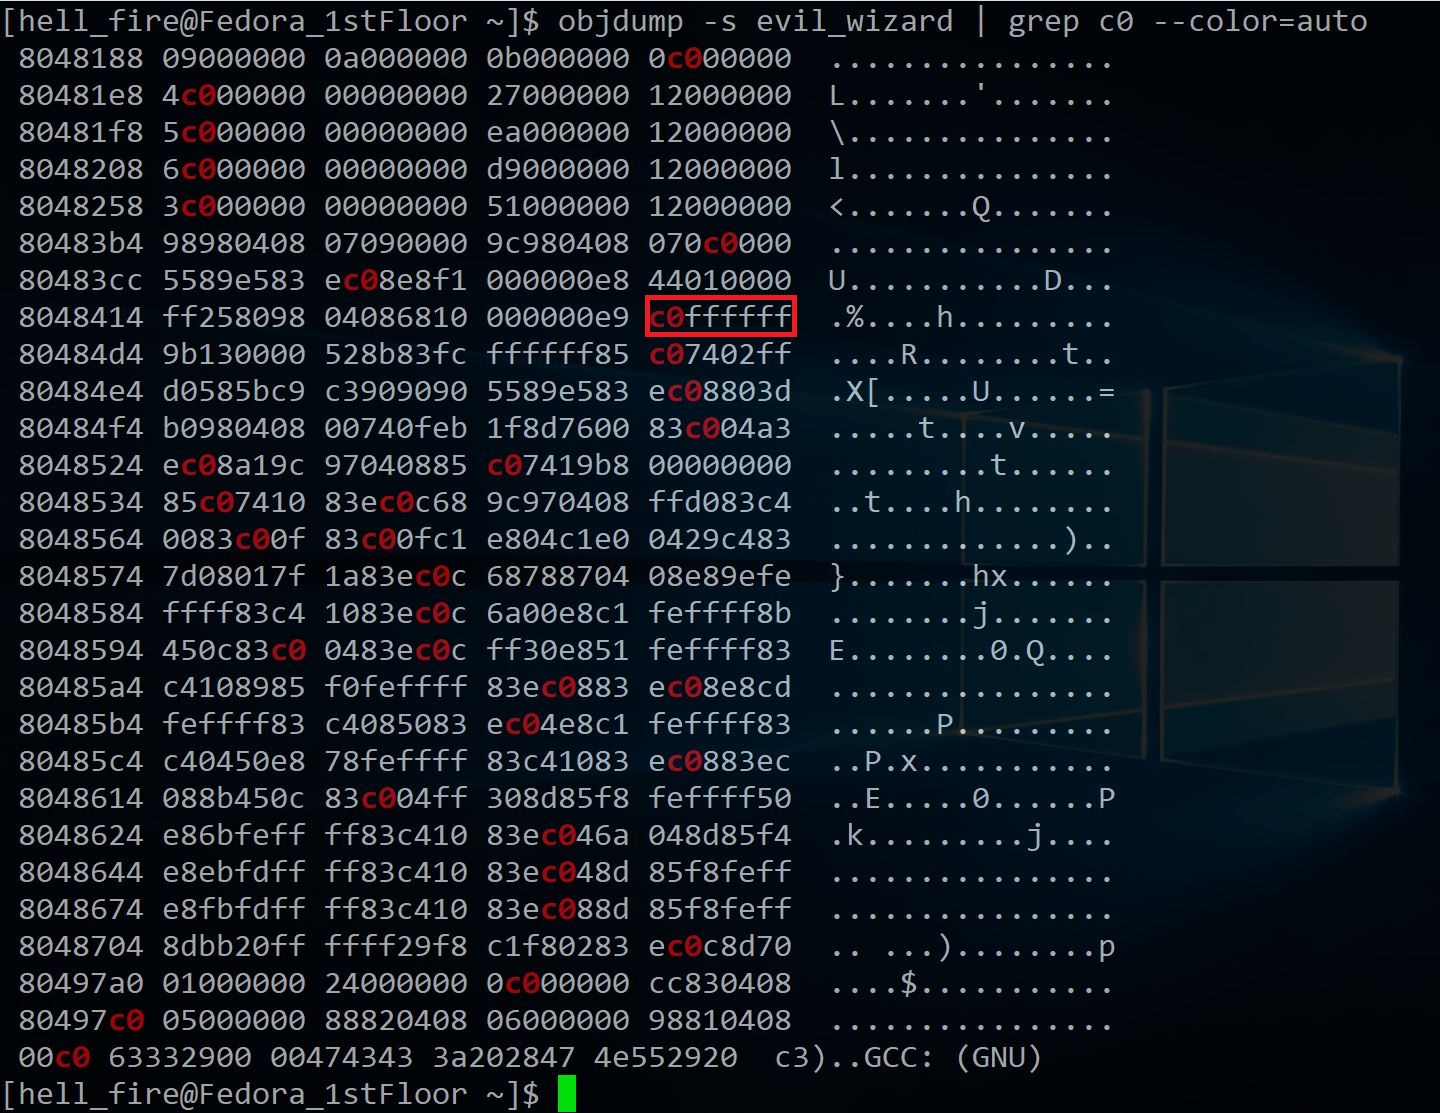 [hell_fire@Fedora_1stFloor ~]$ objdump -s evil_wizard | grep c0 --color=auto
8048188 09000000 0a000000 0b000000 0c000000 ................
80481e8 4c000000 00000000 27000000 12000000 L.......'.......
80481f8 5c000000 00000000 ea000000 12000000 \...............
8048208 6c000000 00000000 d9000000 12000000 l...............
8048258 3c000000 00000000 51000000 12000000 <.......Q.......
80483b4 98980408 07090000 9c980408 070c0000 ................
80483cc 5589e583 ec08e8f1 000000e8 44010000 U...........D...
8048414 ff258098 04086810 000000e9 c0ffffff .%....h.........
80484d4 9b130000 528b83fc ffffff85 c07402ff ....R........t..
80484e4 d0585bc9 c3909090 5589e583 ec08803d .X[.....U......=
80484f4 b0980408 00740feb 1f8d7600 83c004a3 .....t....v.....
8048524 ec08a19c 97040885 c07419b8 00000000 .........t......
8048534 85c07410 83ec0c68 9c970408 ffd083c4 ..t....h........
8048564 0083c00f 83c00fc1 e804c1e0 0429c483 .............)..
8048574 7d08017f 1a83ec0c 68788704 08e89efe }.......hx......
8048584 ffff83c4 1083ec0c 6a00e8c1 feffff8b ........j.......
8048594 450c83c0 0483ec0c ff30e851 feffff83 E........0.Q....
80485a4 c4108985 f0feffff 83ec0883 ec08e8cd ................
80485b4 feffff83 c4085083 ec04e8c1 feffff83 ......P.........
80485c4 c40450e8 78feffff 83c41083 ec0883ec ..P.x...........
8048614 088b450c 83c004ff 308d85f8 feffff50 ..E.....0......P
8048624 e86bfeff ff83c410 83ec046a 048d85f4 .k.........j....
8048644 e8ebfdff ff83c410 83ec048d 85f8feff ................
8048674 e8fbfdff ff83c410 83ec088d 85f8feff ................
8048704 8dbb20ff ffff29f8 c1f80283 ec0c8d70 .. ...)........p
80497a0 01000000 24000000 0c000000 cc830408 ....$...........
80497c0 05000000 88820408 06000000 98810408 ................
00c0 63332900 00474343 3a202847 4e552920 c3)..GCC: (GNU)
[hell_fire@Fedora_1stFloor ~]$